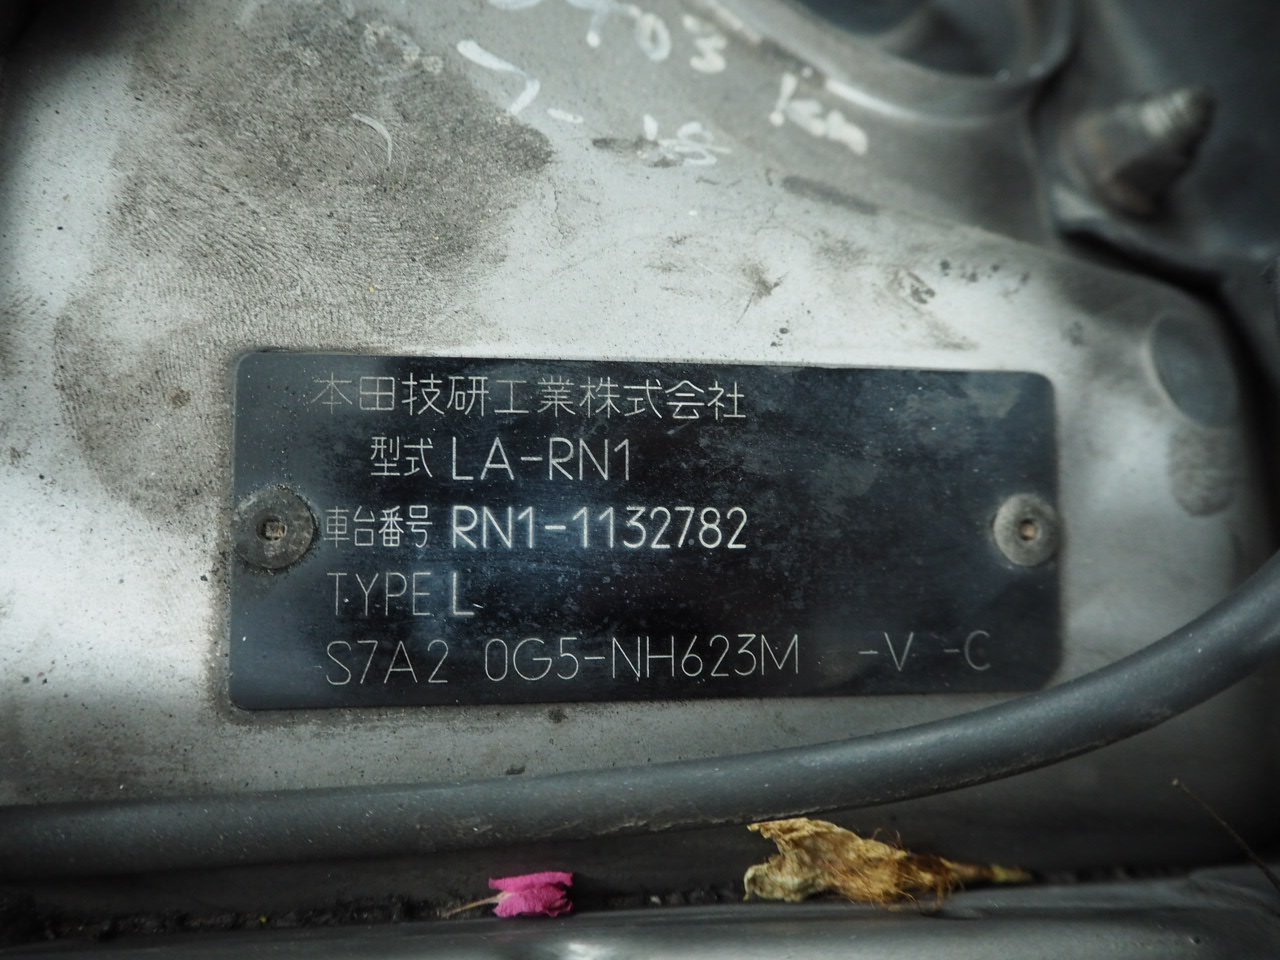 本田技研工業株式会社
型式 LA-RN1
車台番号 RN1-1132782
TYPE L
S7A2 0G5-NH623M -V -C